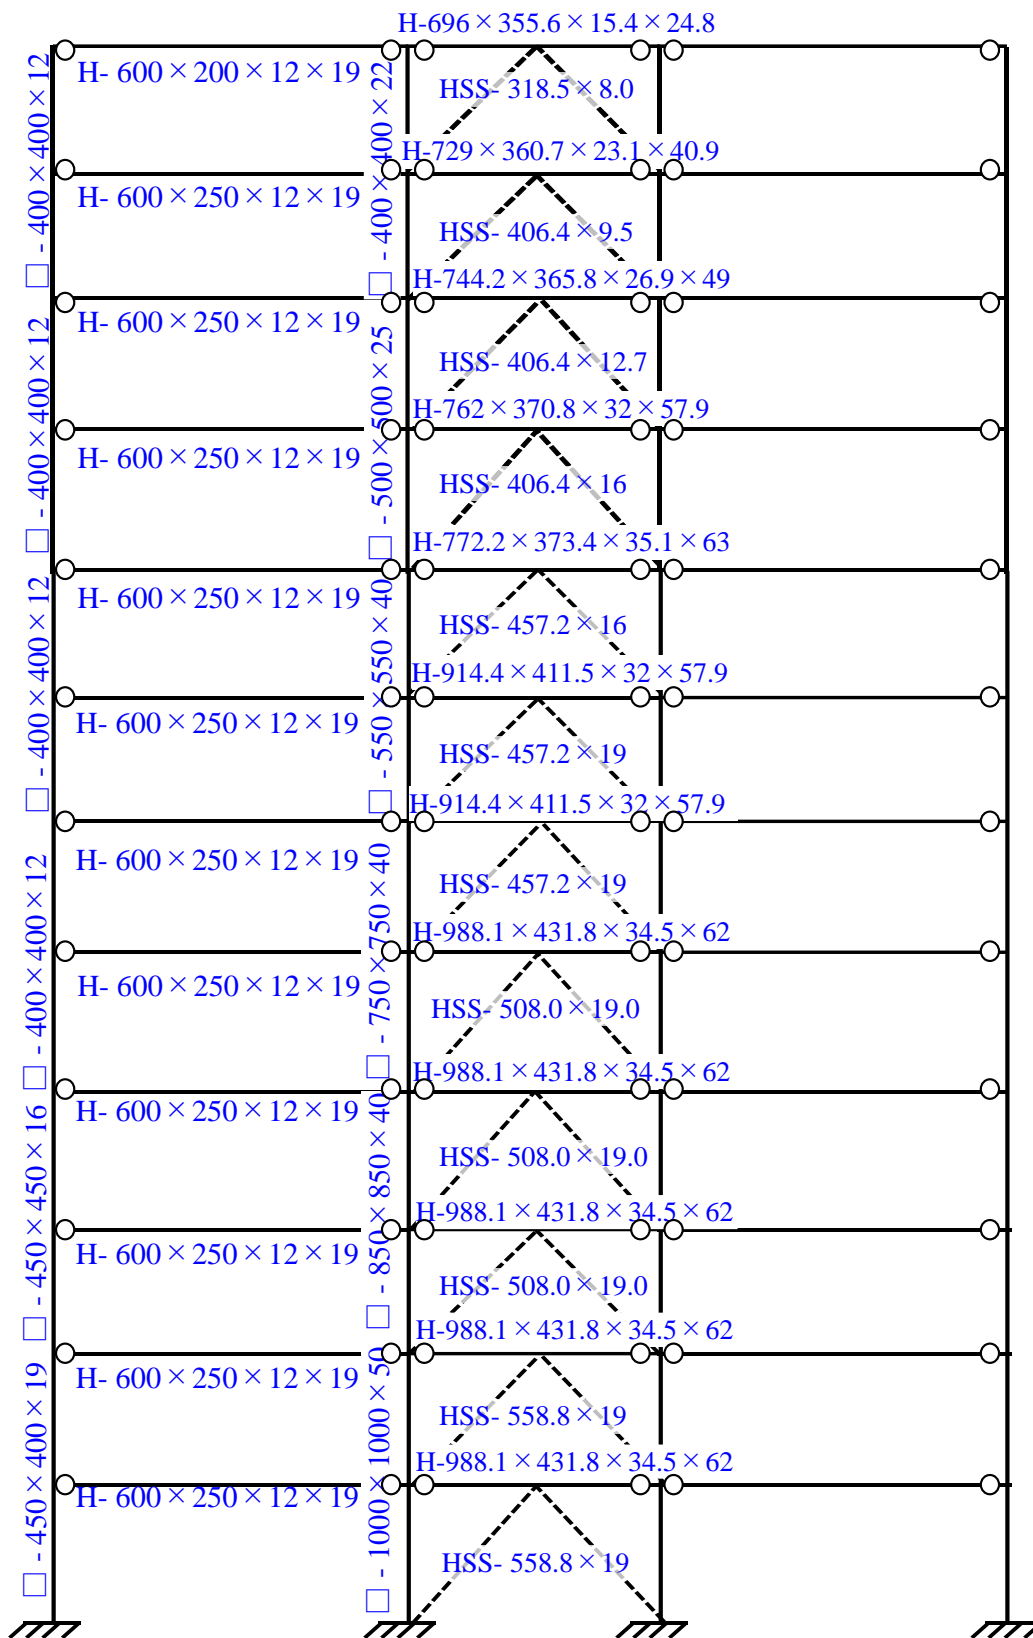 H-696×355.6×15.4×24.8
H- 600×200×12×19
HSS- 318.5×8.0
□ - 400×400×12
□ - 400×400×22
H-729×360.7×23.1×40.9
H- 600×250×12×19
HSS- 406.4×9.5
H-744.2×365.8×26.9×49
H- 600×250×12×19
HSS- 406.4×12.7
□ - 400×400×12
□ - 500×500×25
H-762×370.8×32×57.9
H- 600×250×12×19
HSS- 406.4×16
H-772.2×373.4×35.1×63
H- 600×250×12×19
HSS- 457.2×16
□ - 400×400×12
□ - 550×550×40
H-914.4×411.5×32×57.9
H- 600×250×12×19
HSS- 457.2×19
H-914.4×411.5×32×57.9
H- 600×250×12×19
HSS- 457.2×19
□ - 400×400×12
□ - 750×750×40
H-988.1×431.8×34.5×62
H- 600×250×12×19
HSS- 508.0×19.0
H-988.1×431.8×34.5×62
H- 600×250×12×19
HSS- 508.0×19.0
□ - 450×450×16
□ - 850×850×40
H-988.1×431.8×34.5×62
H- 600×250×12×19
HSS- 508.0×19.0
H-988.1×431.8×34.5×62
H- 600×250×12×19
HSS- 558.8×19
□ - 450×400×19
□ - 1000×1000×50
H-988.1×431.8×34.5×62
H- 600×250×12×19
HSS- 558.8×19